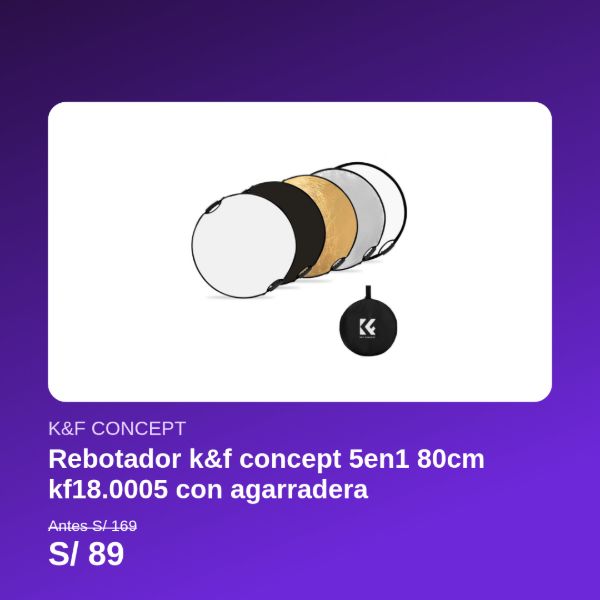 K&F CONCEPT
Rebotador k&f concept 5en1 80cm
kf18.0005 con agarradera
Antes S/ 169
S/ 89